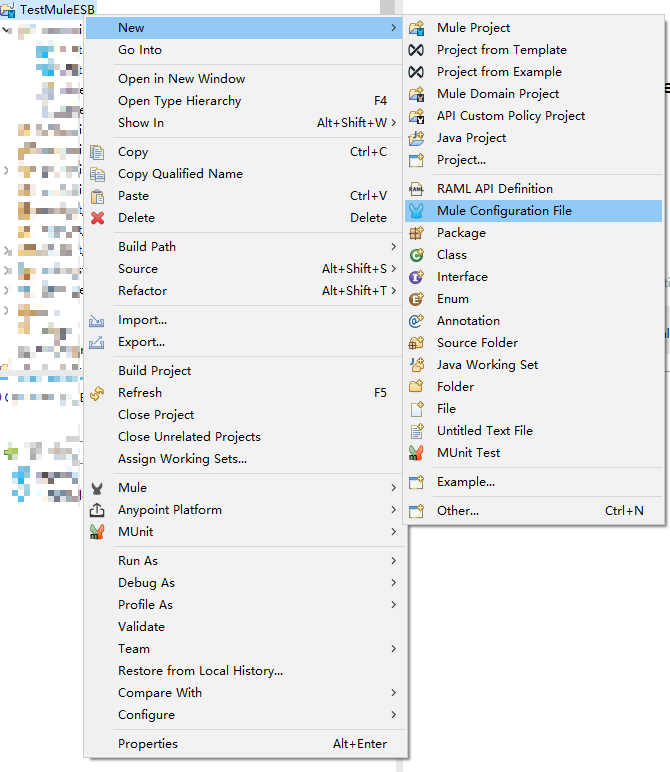 TestMuleESB
New
Go Into
Open in New Window
Open Type Hierarchy F4
Show In Alt+Shift+W
Copy Ctrl+C
Copy Qualified Name
Paste Ctrl+V
Delete Delete
Build Path
Source Alt+Shift+S
Refactor Alt+Shift+T
Import...
Export...
Build Project
Refresh F5
Close Project
Close Unrelated Projects
Assign Working Sets...
Mule
Anypoint Platform
MUnit
Run As
Debug As
Profile As
Validate
Team
Restore from Local History...
Compare With
Configure
Properties Alt+Enter
Mule Project
Project from Template
Project from Example
Mule Domain Project
API Custom Policy Project
Java Project
Project...
RAML API Definition
Mule Configuration File
Package
Class
Interface
Enum
Annotation
Source Folder
Java Working Set
Folder
File
Untitled Text File
MUnit Test
Example...
Other... Ctrl+N